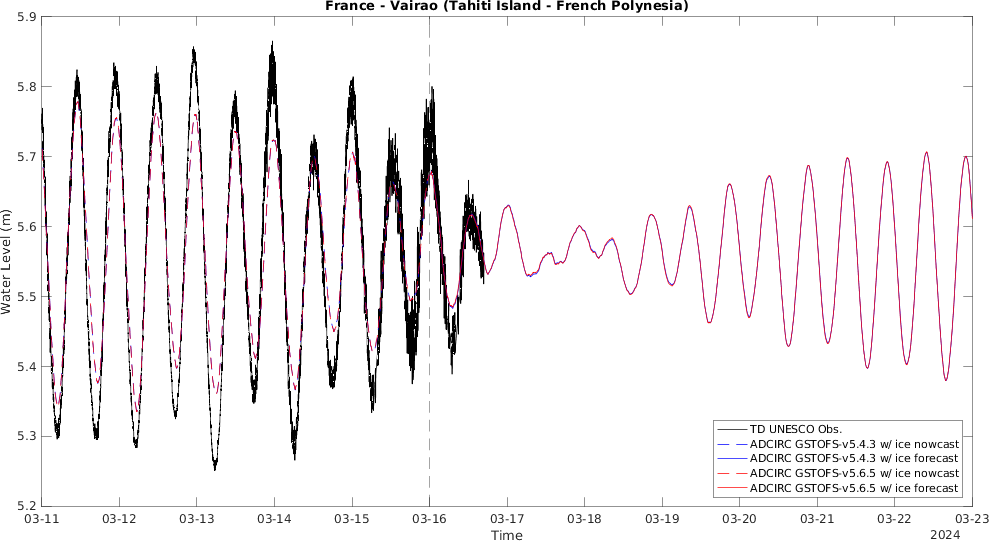 France - Vairao (Tahiti Island - French Polynesia)
5.9
5.8
5.7
5.6
5.5
5.4
5.3
5.2
Water Level (m)
03-11 03-12 03-13 03-14 03-15 03-16 03-17 03-18 03-19 03-20 03-21 03-22 03-23
Time
2024
TD UNESCO Obs.
ADCIRC GSTOFS-v5.4.3 w/ ice nowcast
ADCIRC GSTOFS-v5.4.3 w/ ice forecast
ADCIRC GSTOFS-v5.6.5 w/ ice nowcast
ADCIRC GSTOFS-v5.6.5 w/ ice forecast